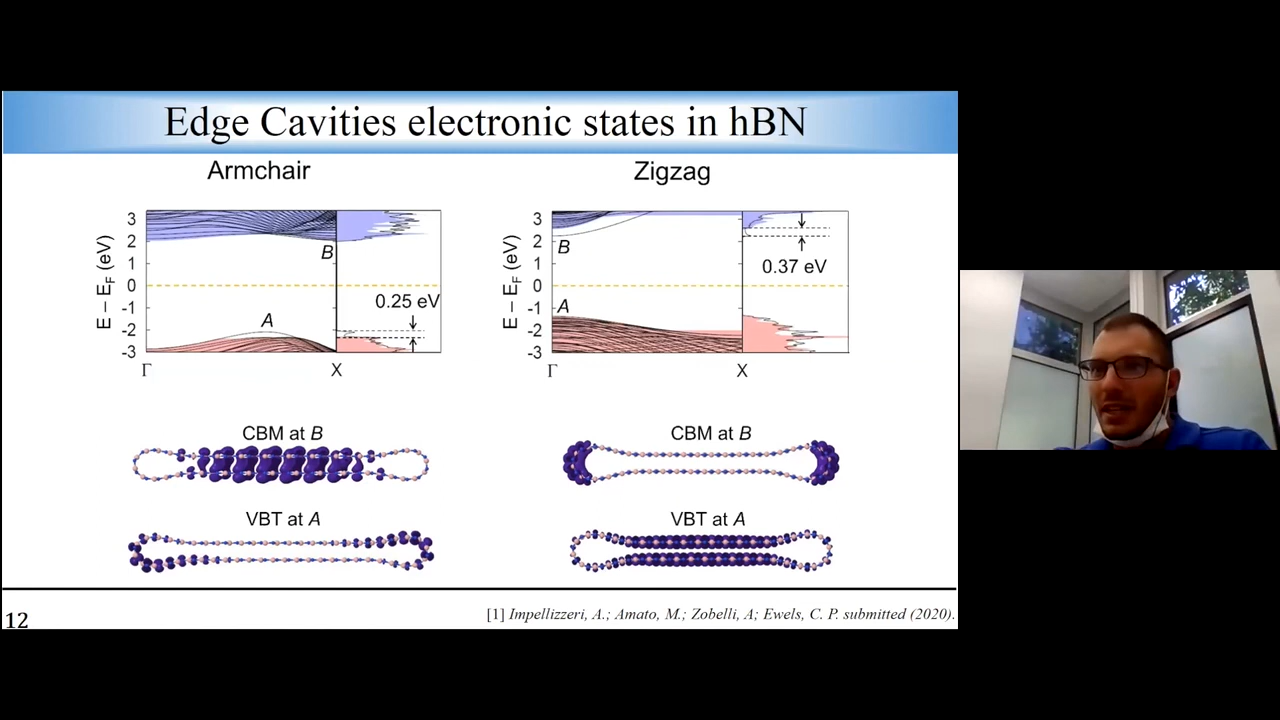 Edge Cavities electronic states in hBN
Armchair
Zigzag
E – E_F (eV)
3
2
1
0
-1
-2
-3
B
A
0.25 eV
Γ
X
E – E_F (eV)
3
2
1
0
-1
-2
-3
B
A
0.37 eV
Γ
X
CBM at B
CBM at B
VBT at A
VBT at A
12
[1] Impellizzeri, A.; Amato, M.; Zobelli, A; Ewels, C. P. submitted (2020).